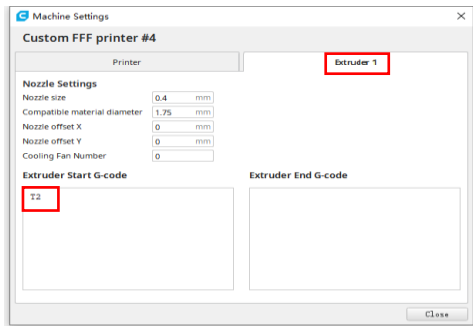 Machine Settings
Custom FFF printer #4
Printer
Extruder 1
Nozzle Settings
Nozzle size 0.4 mm
Compatible material diameter 1.75 mm
Nozzle offset X 0 mm
Nozzle offset Y 0 mm
Cooling Fan Number 0
Extruder Start G-code
T2
Extruder End G-code
Close